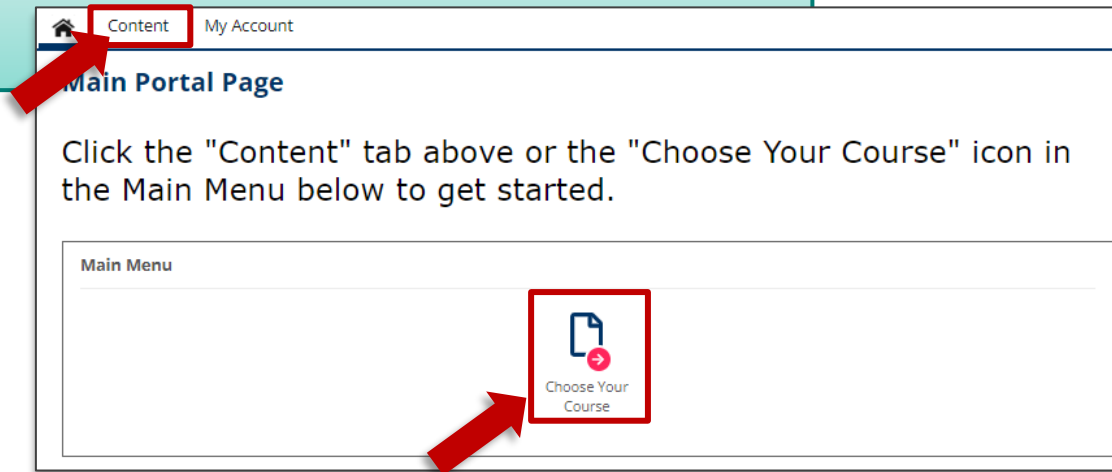 Content My Account
Main Portal Page
Click the "Content" tab above or the "Choose Your Course" icon in
the Main Menu below to get started.
Main Menu
Choose Your
Course